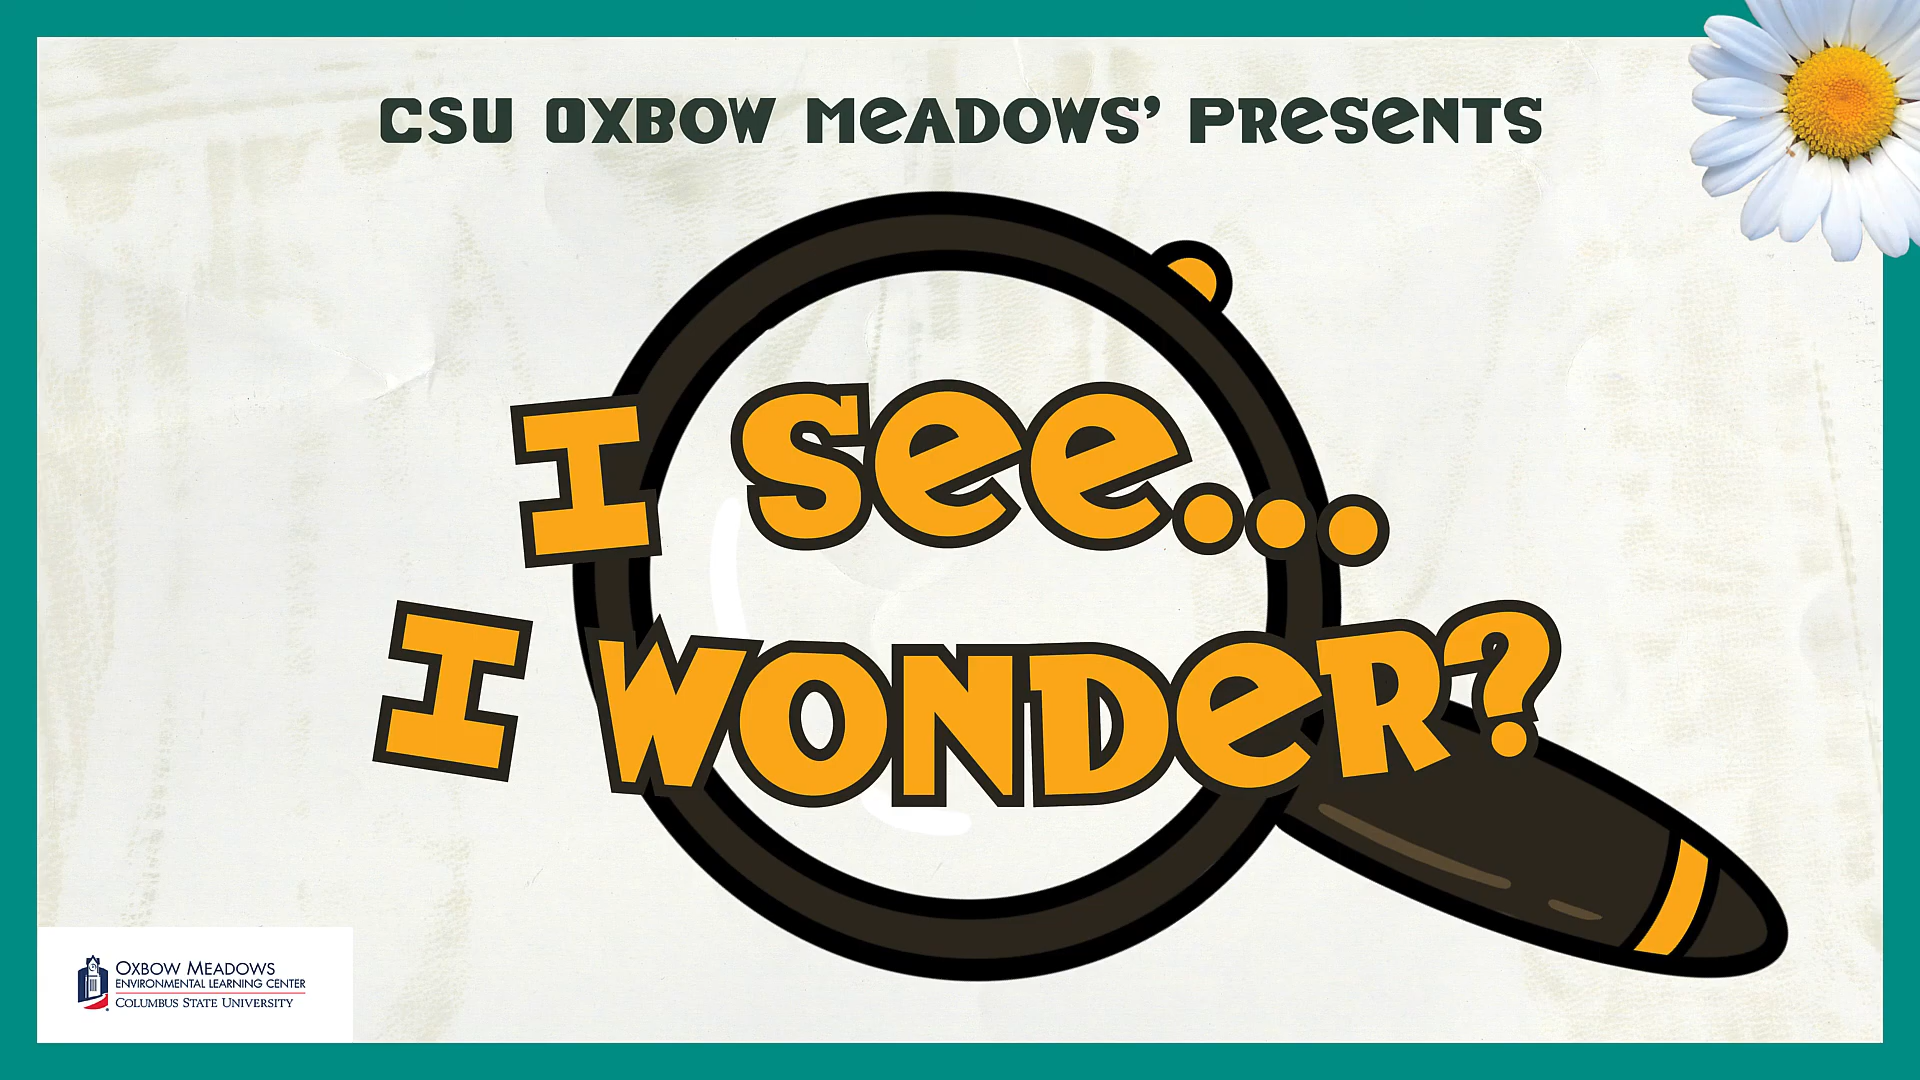 CSU OXBOW MEADOWS' PRESENTS
I SEE...
I WONDER?
OXBOW MEADOWS
ENVIRONMENTAL LEARNING CENTER
COLUMBUS STATE UNIVERSITY